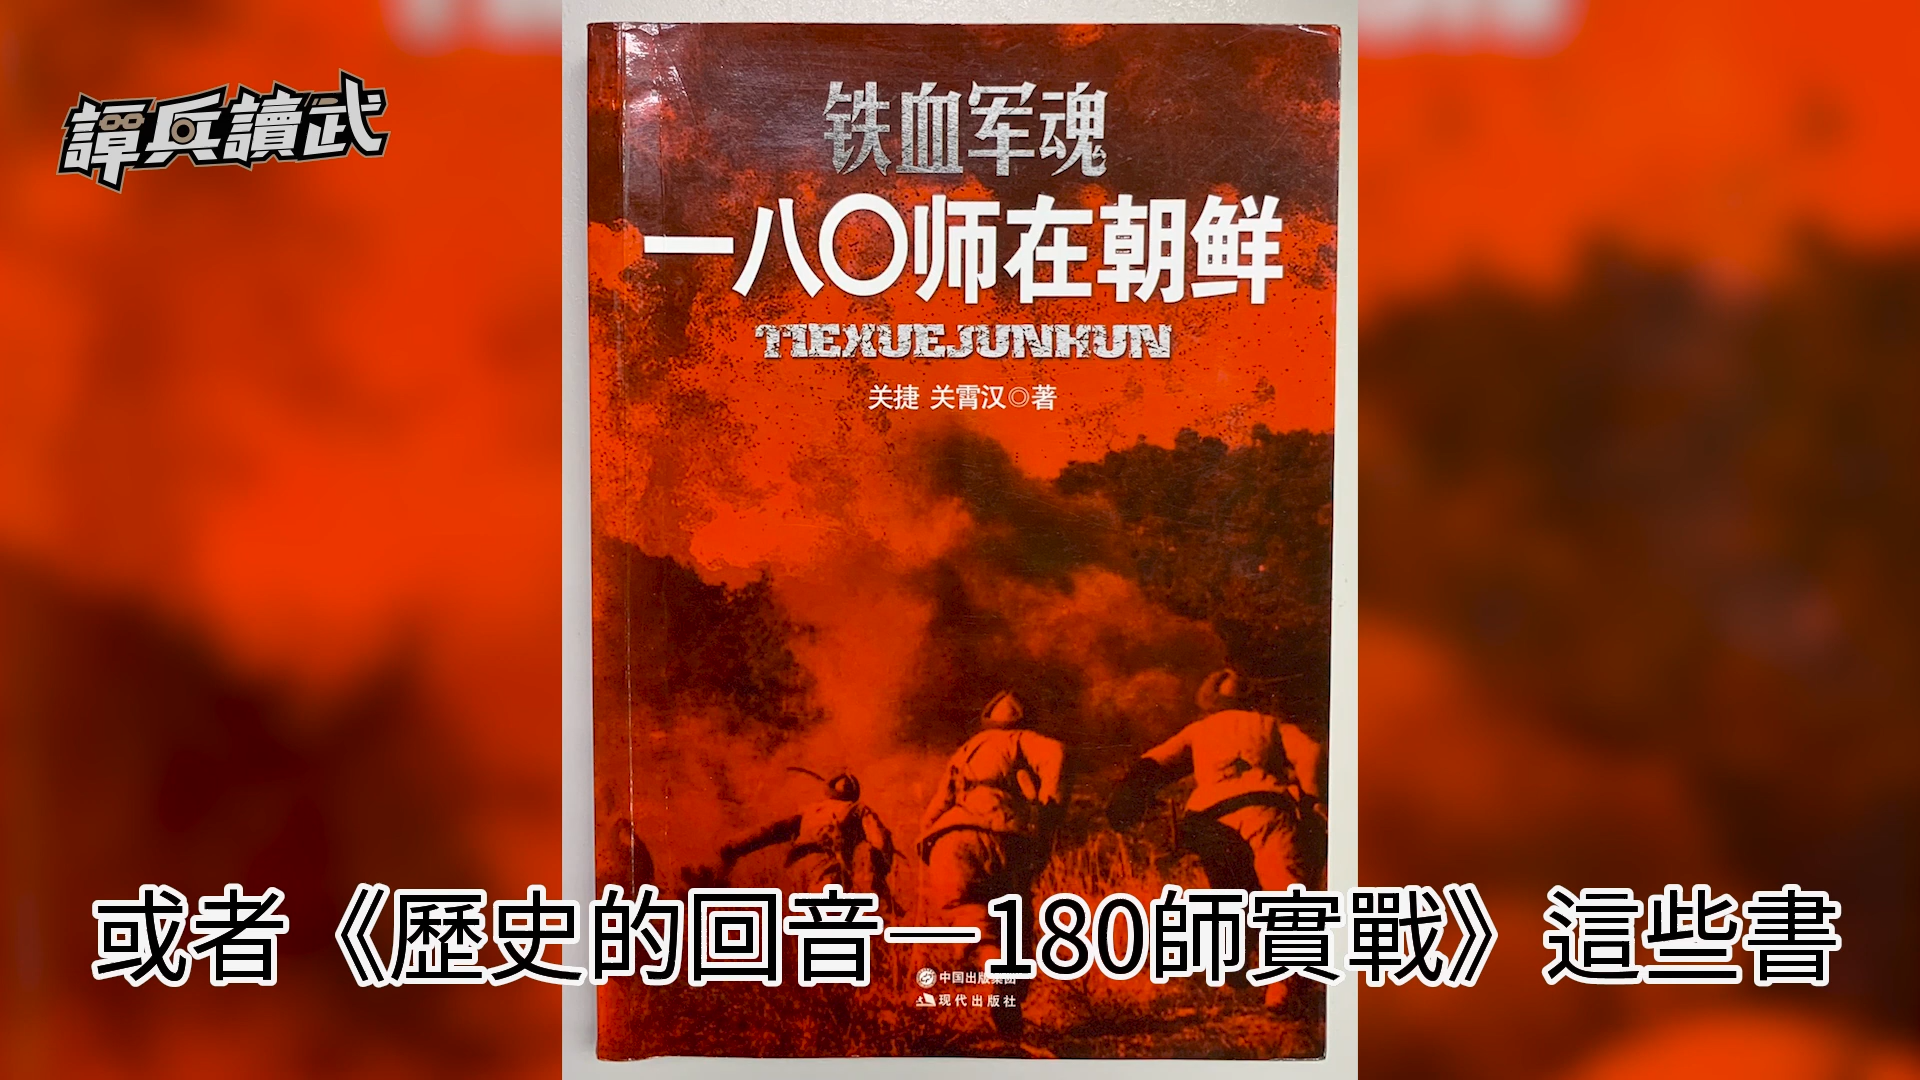 譚兵讀武
铁血军魂
一八〇师在朝鲜
TIEXUEJUNHUN
关捷 关霄汉◎著
或者《歷史的回音—180師實戰》這些書
中国出版集团
现代出版社